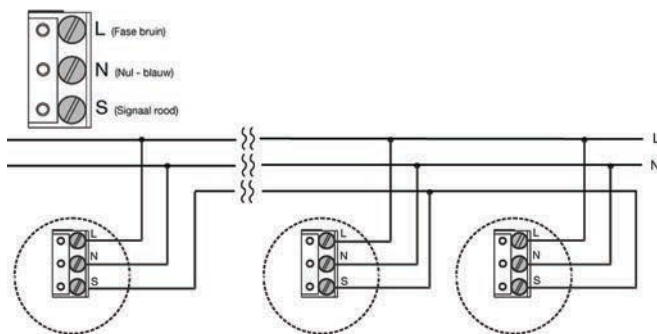 L (Fase bruin)
N (Nul - blauw)
S (Signaal rood)
L
N
L
N
S
L
N
S
L
N
S